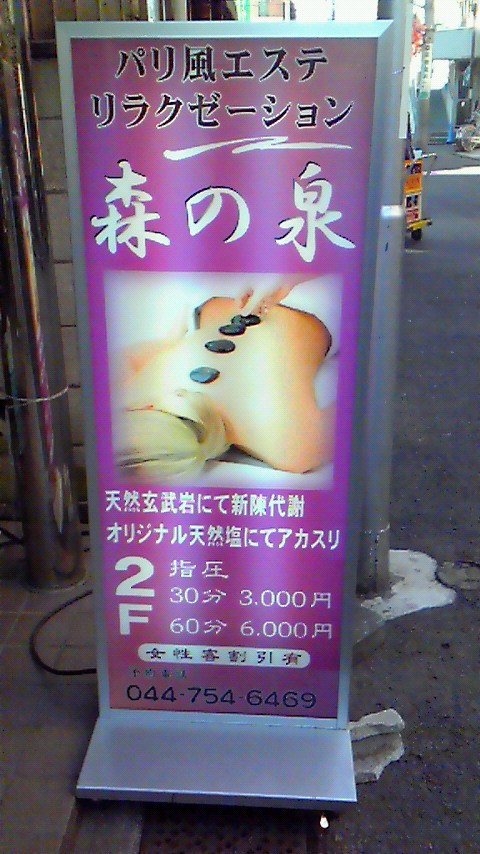 パリ風エステ
リラクゼーション
森の泉
天然玄武岩にて新陳代謝
オリジナル天然塩にてアカスリ
2F
指圧
30分 3.000円
60分 6.000円
女性客割引有
044-754-6469